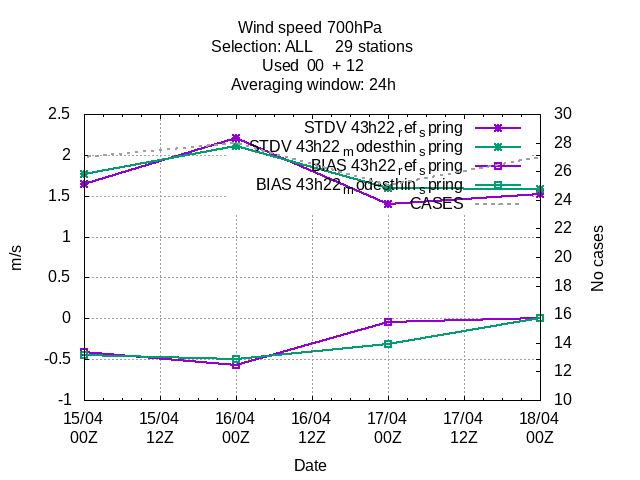 Wind speed 700hPa
Selection: ALL 29 stations
Used 00 + 12
Averaging window: 24h
2.5
2
1.5
1
0.5
0
-0.5
-1
m/s
STDV 43h22_ref_spring
STDV 43h22_modesthin_spring
BIAS 43h22_ref_spring
BIAS 43h22_modesthin_spring
CASES
30
28
26
24
22
20
18
16
14
12
10
No cases
15/04 15/04 16/04 16/04 17/04 17/04 18/04
00Z 12Z 00Z 12Z 00Z 12Z 00Z
Date